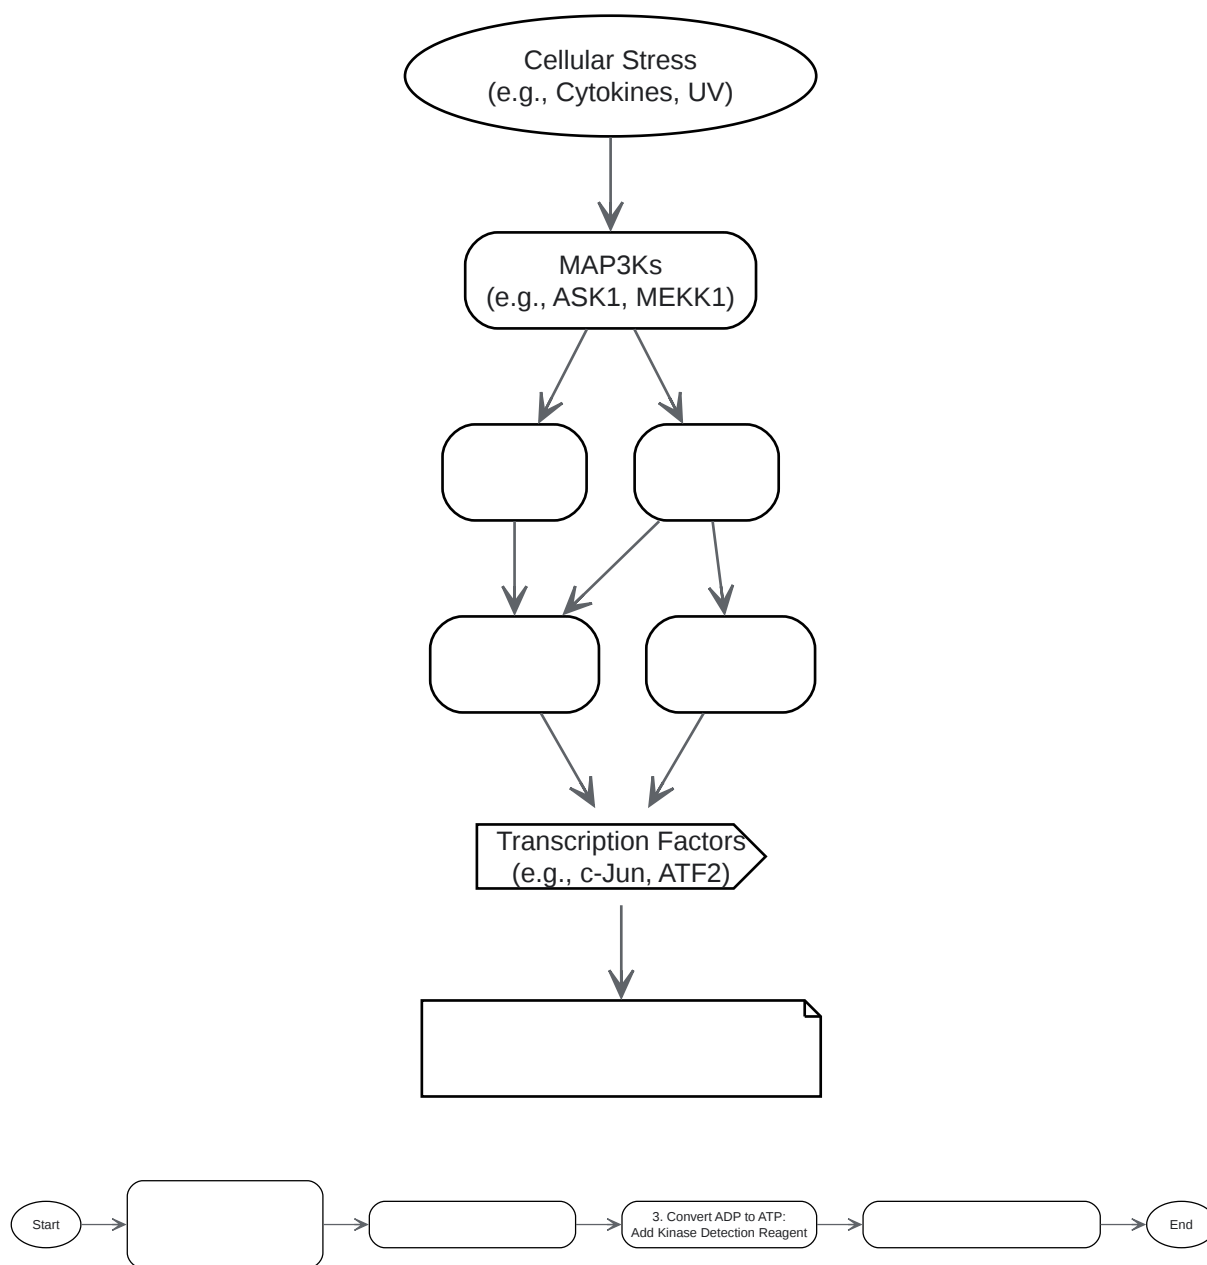 Cellular Stress
(e.g., Cytokines, UV)
MAP3Ks
(e.g., ASK1, MEKK1)
Transcription Factors
(e.g., c-Jun, ATF2)
Start
3. Convert ADP to ATP:
Add Kinase Detection Reagent
End